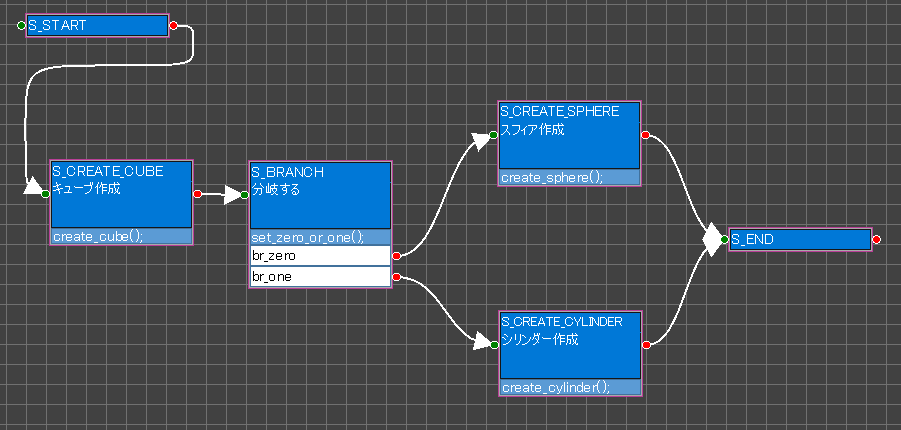 S_START
S_CREATE_CUBE
キューブ作成
create_cube();
S_BRANCH
分岐する
set_zero_or_one();
br_zero
br_one
S_CREATE_SPHERE
スフィア作成
create_sphere();
S_CREATE_CYLINDER
シリンダー作成
create_cylinder();
S_END